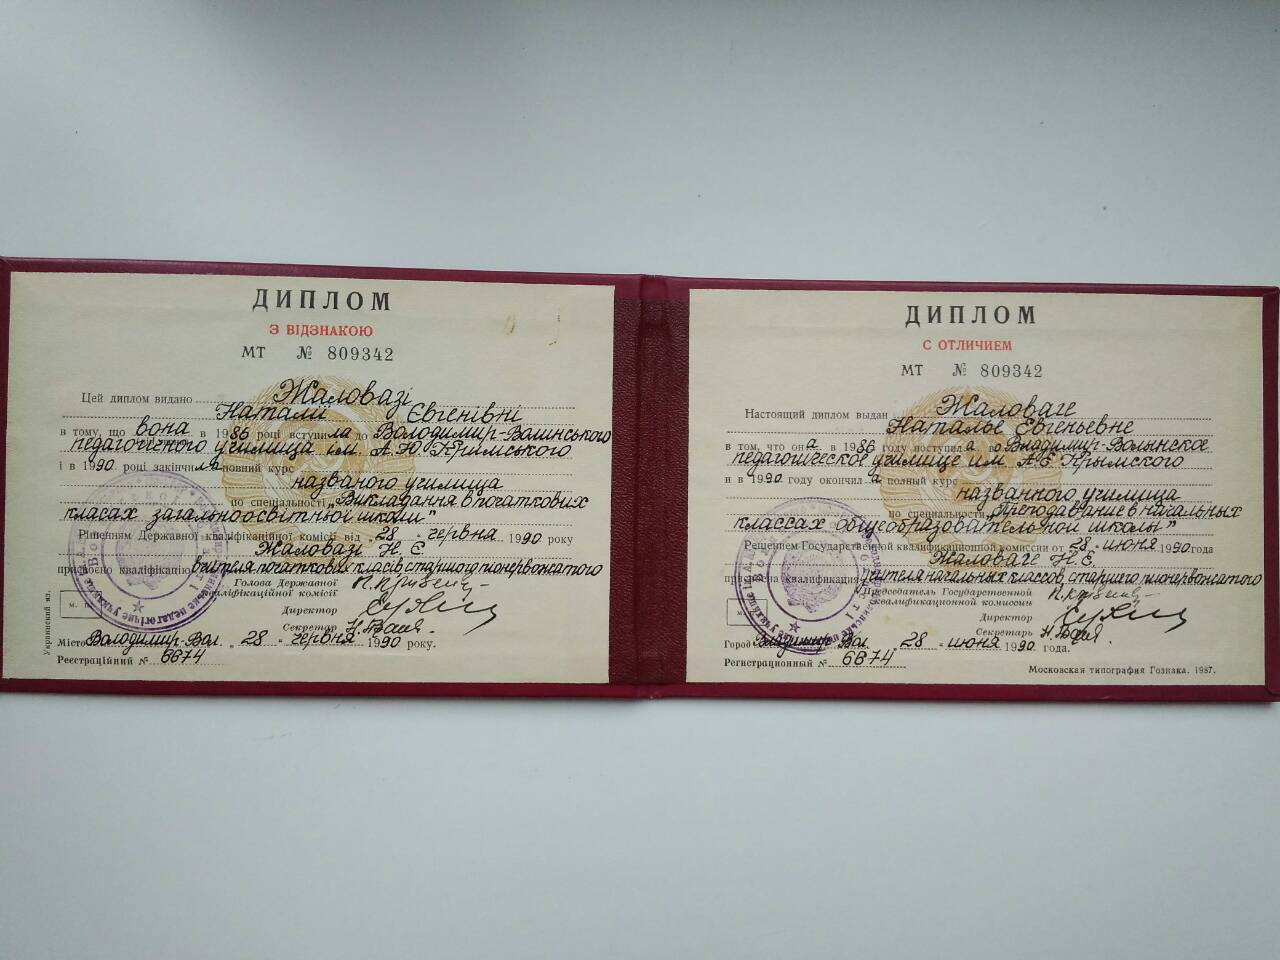 ДИПЛОМ
З ВІДЗНАКОЮ
МТ № 809342
Цей диплом видано Жаловазі
Наталії Євгенівні
в тому, що вона в 1986 році вступила до Володимир-Волинського
педагогічного училища ім. А.Ю. Кримського
і в 1990 році закінчила повний курс
названого училища
по спеціальності „Викладання в початкових
класах загальноосвітньої школи"
Рішенням Державної кваліфікаційної комісії від „28" червня 1990 року
Жаловазі Н. Є.
присвоєно кваліфікацію вчителя початкових класів, старшого піонервожатого
Голова Державної
кваліфікаційної комісії
Директор
Секретар
М. П.
Місто Володимир-Вол. „28" червня 1990 року.
Реєстраційний № 6874
Украинский яз.
ДИПЛОМ
С ОТЛИЧИЕМ
МТ № 809342
Настоящий диплом выдан Жаловаге
Наталье Евгеньевне
в том, что она в 1986 году поступила в Владимир-Волынское
педагогическое училище им. А.Е. Крымского
и в 1990 году окончила полный курс
названного училища
по специальности „Преподавание в начальных
классах общеобразовательной школы"
Решением Государственной квалификационной комиссии от „28" июня 1990 года
Жаловаге Н. Е.
присвоена квалификация учителя начальных классов, старшего пионервожатого
Председатель Государственной
квалификационной комиссии
Директор
Секретарь
Город Владимир-Вол. „28" июня 1990 года.
Регистрационный № 6874
Московская типография Гознака. 1987.